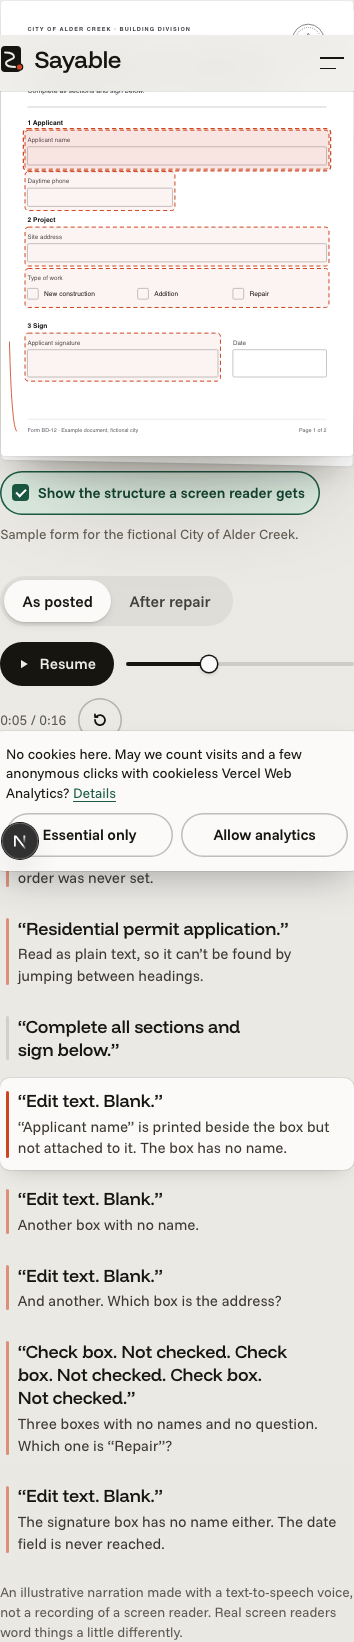 CITY OF ALDER CREEK · BUILDING DIVISION
Sayable
Complete all sections and sign below.
1 Applicant
Applicant name
Daytime phone
2 Project
Site address
Type of work
New construction
Addition
Repair
3 Sign
Applicant signature
Date
Form BD-12 · Example document, fictional city
Page 1 of 2
Show the structure a screen reader gets
Sample form for the fictional City of Alder Creek.
As posted
After repair
Resume
0:05 / 0:16
No cookies here. May we count visits and a few
anonymous clicks with cookieless Vercel Web
Analytics? Details
Essential only
Allow analytics
N
order was never set.
“Residential permit application.”
Read as plain text, so it can’t be found by
jumping between headings.
“Complete all sections and
sign below.”
“Edit text. Blank.”
“Applicant name” is printed beside the box but
not attached to it. The box has no name.
“Edit text. Blank.”
Another box with no name.
“Edit text. Blank.”
And another. Which box is the address?
“Check box. Not checked. Check
box. Not checked. Check box.
Not checked.”
Three boxes with no names and no question.
Which one is “Repair”?
“Edit text. Blank.”
The signature box has no name either. The date
field is never reached.
An illustrative narration made with a text-to-speech voice,
not a recording of a screen reader. Real screen readers
word things a little differently.